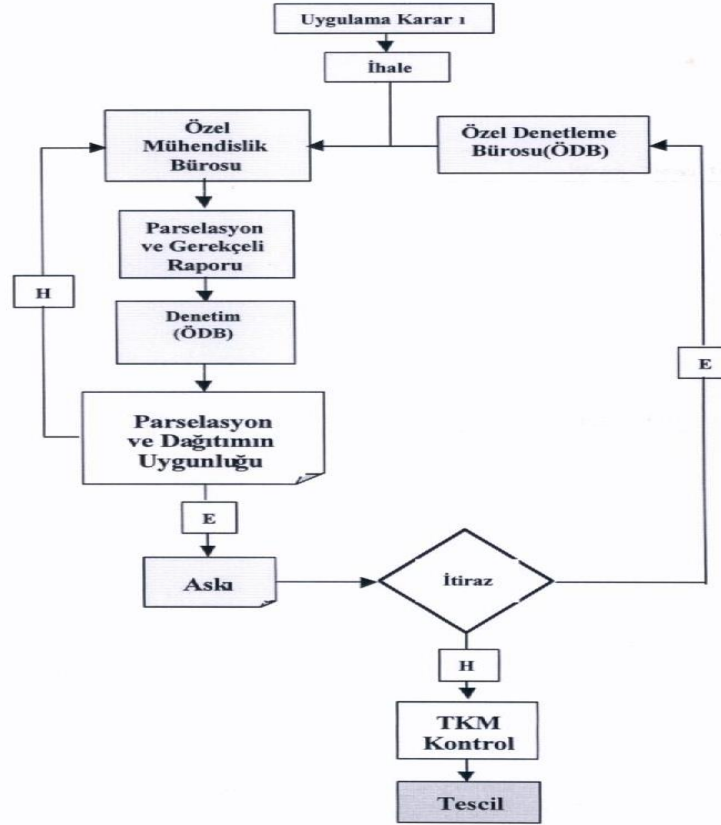 Uygulama Karar ı
İhale
Özel
Mühendislik
Bürosu
Özel Denetleme
Bürosu(ÖDB)
Parselasyon
ve Gerekçeli
Raporu
H
Denetim
(ÖDB)
E
Parselasyon
ve Dağıtımın
Uygunluğu
E
Askı
İtiraz
H
TKM
Kontrol
Tescil